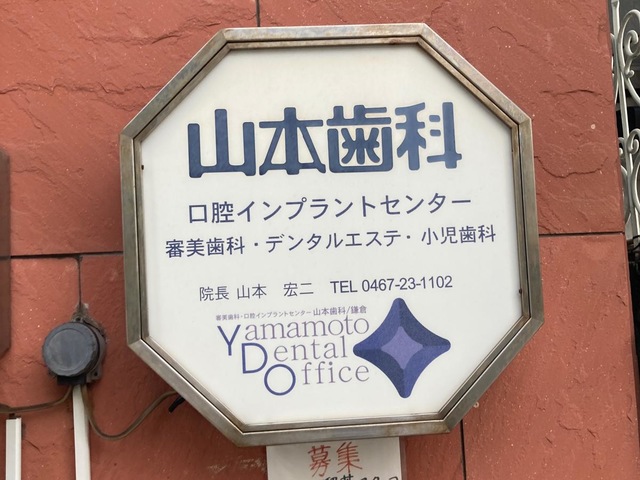 山本歯科
口腔インプラントセンター
審美歯科・デンタルエステ・小児歯科
院長 山本 宏二 TEL 0467-23-1102
審美歯科・口腔インプラントセンター 山本歯科/鎌倉
Yamamoto
Dental
Office
募集